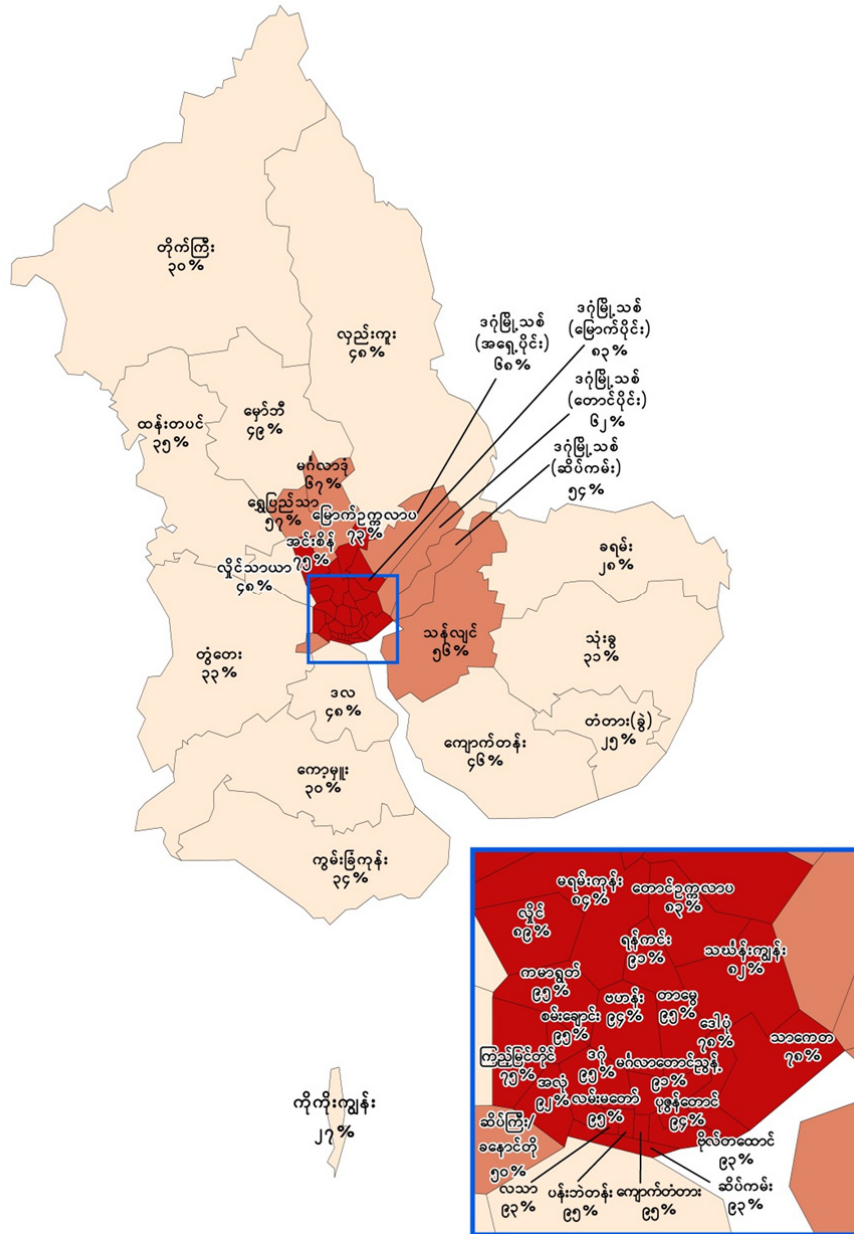 တိုက်ကြီး
၃၀%
လှည်းကူး
၄၈%
ဒဂုံမြို့သစ်
(အရှေ့ပိုင်း)
၆၈%
ဒဂုံမြို့သစ်
(မြောက်ပိုင်း)
၈၃%
ဒဂုံမြို့သစ်
(တောင်ပိုင်း)
၆၂%
ဒဂုံမြို့သစ်
(ဆိပ်ကမ်း)
၅၄%
ထန်းတပင်
၃၅%
မှော်ဘီ
၄၉%
မင်္ဂလာဒုံ
၆၇%
ရွှေပြည်သာ
၅၇%
မြောက်ဥက္ကလာပ
၇၃%
အင်းစိန်
၇၅%
လှိုင်သာယာ
၄၈%
ခရမ်း
၂၈%
တွံတေး
၃၃%
သန်လျင်
၅၆%
သုံးခွ
၃၁%
ဒလ
၄၈%
ကျောက်တန်း
၄၆%
တံတား(ခွဲ)
၂၅%
ကော့မှူး
၃၀%
ကွမ်းခြံကုန်း
၃၄%
ကိုကိုးကျွန်း
၂၇%
မရမ်းကုန်း
၈၄%
တောင်ဥက္ကလာပ
၈၃%
လှိုင်
၈၉%
ရန်ကင်း
၉၁%
သင်္ဃန်းကျွန်း
၈၂%
ကမာရွတ်
၉၅%
ဗဟန်း
၉၄%
တာမွေ
၉၅%
စမ်းချောင်း
၉၅%
ဒေါပုံ
၇၈%
သာကေတ
၇၈%
ကြည့်မြင်တိုင်
၇၅%
ဒဂုံ
၉၅%
မင်္ဂလာတောင်ညွန့်
၉၁%
အလုံ
၉၂%
လမ်းမတော်
၉၅%
ပုဇွန်တောင်
၉၄%
ဆိပ်ကြီး/
ခနောင်တို
၅၀%
ဗိုလ်တထောင်
၉၃%
လသာ
၉၃%
ပန်းဘဲတန်း
၉၅%
ကျောက်တံတား
၉၅%
ဆိပ်ကမ်း
၉၃%